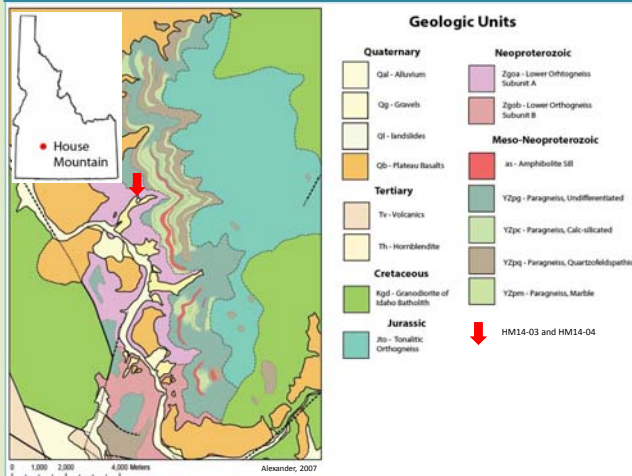 House
Mountain
Geologic Units
Quaternary
Qal - Alluvium
Qg - Gravels
Ql - landslides
Qb - Plateau Basalts
Tertiary
Tv - Volcanics
Th - Hornblendite
Cretaceous
Kgd - Granodiorite of
Idaho Batholith
Jurassic
Jto - Tonalitic
Orthogneiss
Neoproterozoic
Zgoa - Lower Orhtogneiss
Subunit A
Zgob - Lower Orthogneiss
Subunit B
Meso-Neoproterozoic
as - Amphibolite Sill
YZpg - Paragneiss, Undifferentiated
YZpc - Paragneiss, Calc-silicated
YZpq - Paragneiss, Quartzofeldspathic
YZpm - Paragneiss, Marble
HM14-03 and HM14-04
0 1,000 2,000 4,000 Meters
Alexander, 2007